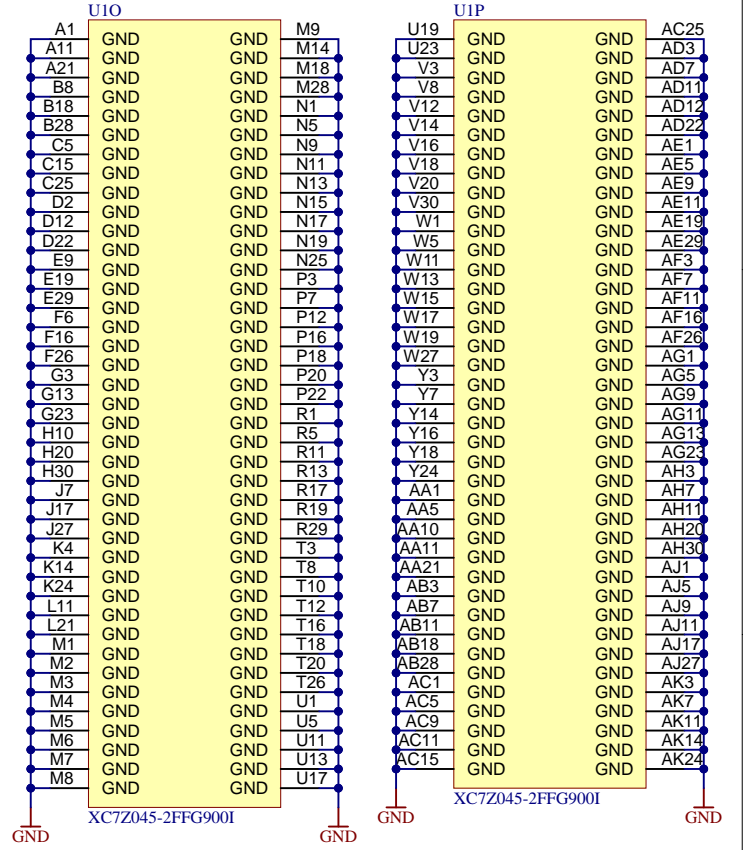 U1O
A1 GND GND M9
A11 GND GND M14
A21 GND GND M18
B8 GND GND M28
B18 GND GND N1
B28 GND GND N5
C5 GND GND N9
C15 GND GND N11
C25 GND GND N13
D2 GND GND N15
D12 GND GND N17
D22 GND GND N19
E9 GND GND N25
E19 GND GND P3
E29 GND GND P7
F6 GND GND P12
F16 GND GND P16
F26 GND GND P18
G3 GND GND P20
G13 GND GND P22
G23 GND GND R1
H10 GND GND R5
H20 GND GND R11
H30 GND GND R13
J7 GND GND R17
J17 GND GND R19
J27 GND GND R29
K4 GND GND T3
K14 GND GND T8
K24 GND GND T10
L11 GND GND T12
L21 GND GND T16
M1 GND GND T18
M2 GND GND T20
M3 GND GND T26
M4 GND GND U1
M5 GND GND U5
M6 GND GND U11
M7 GND GND U13
M8 GND GND U17
XC7Z045-2FFG900I
GND GND
U1P
U19 GND GND AC25
U23 GND GND AD3
V3 GND GND AD7
V8 GND GND AD11
V12 GND GND AD12
V14 GND GND AD22
V16 GND GND AE1
V18 GND GND AE5
V20 GND GND AE9
V30 GND GND AE11
W1 GND GND AE19
W5 GND GND AE29
W11 GND GND AF3
W13 GND GND AF7
W15 GND GND AF11
W17 GND GND AF16
W19 GND GND AF26
W27 GND GND AG1
Y3 GND GND AG5
Y7 GND GND AG9
Y14 GND GND AG11
Y16 GND GND AG13
Y18 GND GND AG23
Y24 GND GND AH3
AA1 GND GND AH7
AA5 GND GND AH11
AA10 GND GND AH20
AA11 GND GND AH30
AA21 GND GND AJ1
AB3 GND GND AJ5
AB7 GND GND AJ9
AB11 GND GND AJ11
AB18 GND GND AJ17
AB28 GND GND AJ27
AC1 GND GND AK3
AC5 GND GND AK7
AC9 GND GND AK11
AC11 GND GND AK14
AC15 GND GND AK24
XC7Z045-2FFG900I
GND GND